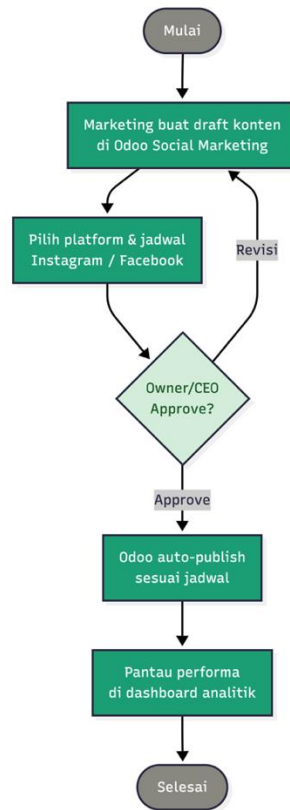 Mulai
Marketing buat draft konten
di Odoo Social Marketing
Pilih platform & jadwal
Instagram / Facebook
Revisi
Owner/CEO
Approve?
Approve
Odoo auto-publish
sesuai jadwal
Pantau performa
di dashboard analitik
Selesai